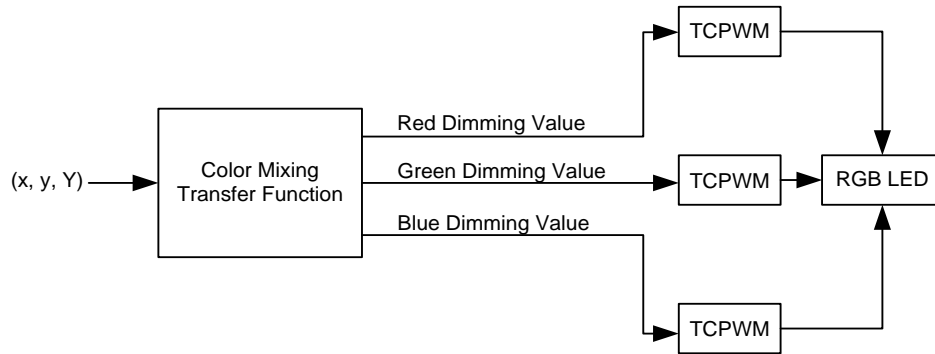 TCPWM
Red Dimming Value
(x, y, Y)
Color Mixing
Transfer Function
Green Dimming Value
TCPWM
RGB LED
Blue Dimming Value
TCPWM